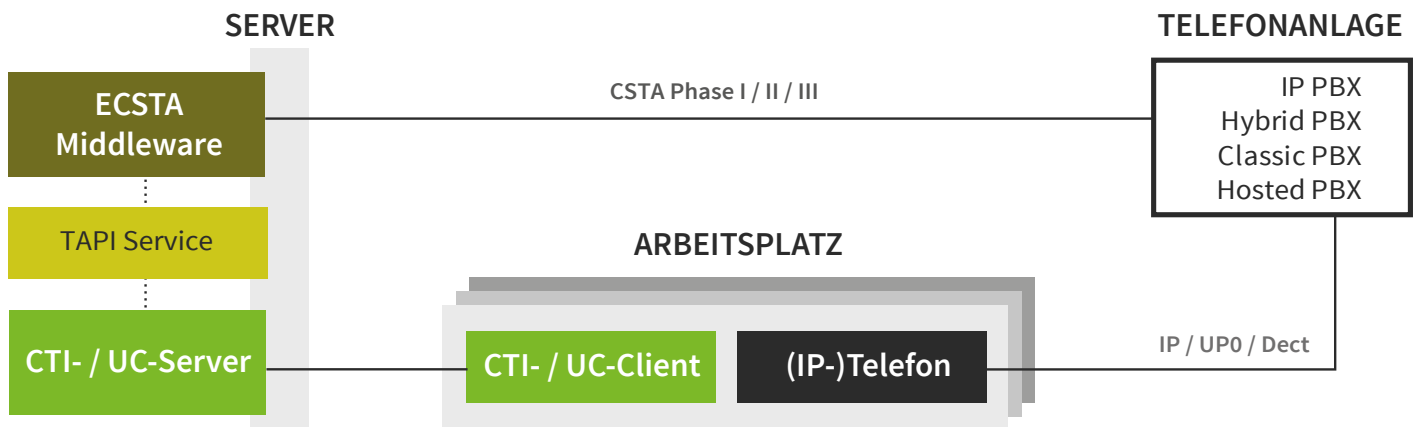 SERVER
TELEFONANLAGE
ECSTA
Middleware
CSTA Phase I / II / III
IP PBX
Hybrid PBX
Classic PBX
Hosted PBX
TAPI Service
ARBEITSPLATZ
CTI- / UC-Server
CTI- / UC-Client
(IP-)Telefon
IP / UP0 / Dect